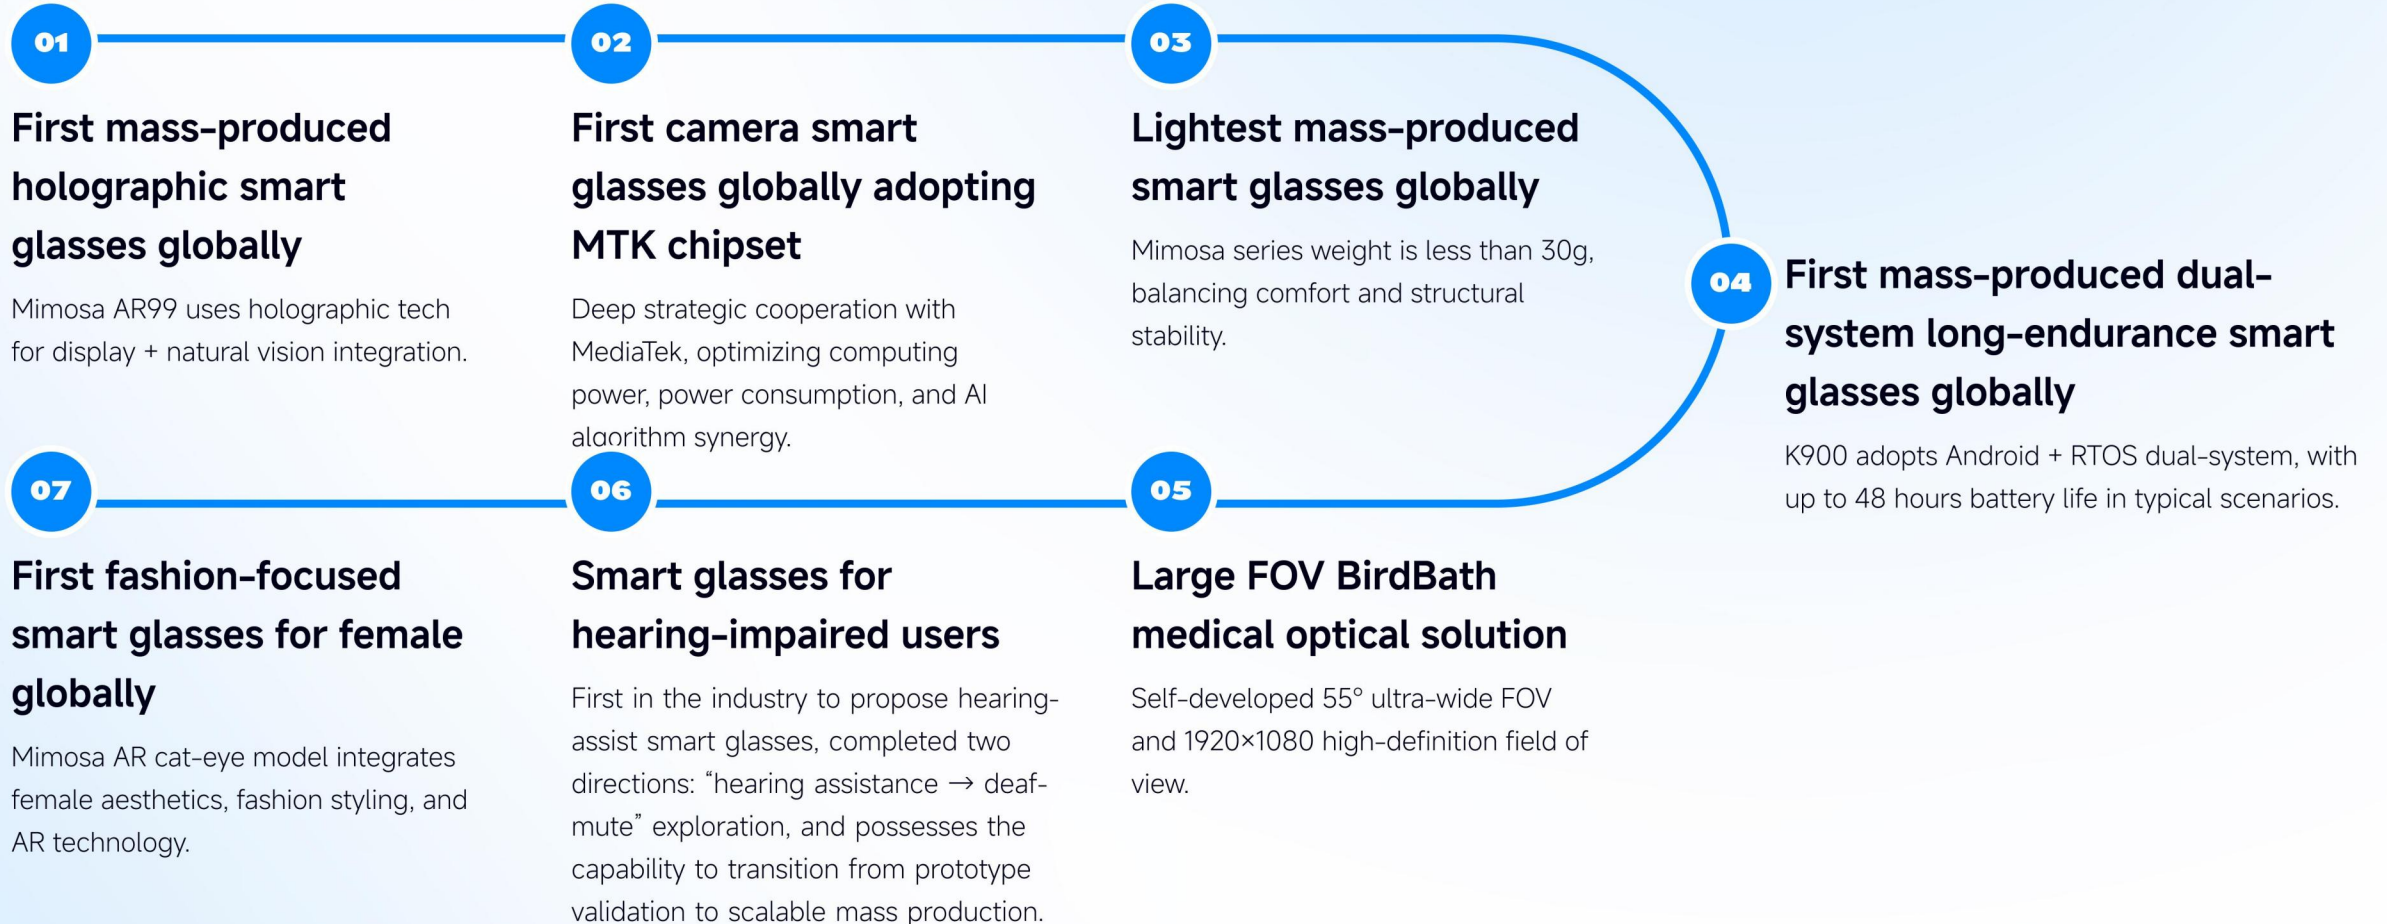 01
First mass-produced
holographic smart
glasses globally
Mimosa AR99 uses holographic tech
for display + natural vision integration.
02
First camera smart
glasses globally adopting
MTK chipset
Deep strategic cooperation with
MediaTek, optimizing computing
power, power consumption, and AI
algorithm synergy.
03
Lightest mass-produced
smart glasses globally
Mimosa series weight is less than 30g,
balancing comfort and structural
stability.
04
First mass-produced dual-
system long-endurance smart
glasses globally
K900 adopts Android + RTOS dual-system, with
up to 48 hours battery life in typical scenarios.
05
Large FOV BirdBath
medical optical solution
Self-developed 55° ultra-wide FOV
and 1920×1080 high-definition field of
view.
06
Smart glasses for
hearing-impaired users
First in the industry to propose hearing-
assist smart glasses, completed two
directions: “hearing assistance → deaf-
mute” exploration, and possesses the
capability to transition from prototype
validation to scalable mass production.
07
First fashion-focused
smart glasses for female
globally
Mimosa AR cat-eye model integrates
female aesthetics, fashion styling, and
AR technology.